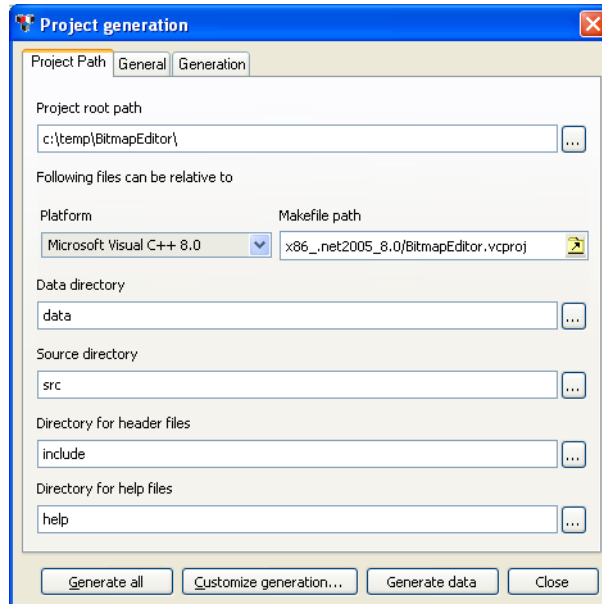 Project generation
Project Path General Generation
Project root path
c:\temp\BitmapEditor\
...
Following files can be relative to
Platform Makefile path
Microsoft Visual C++ 8.0 x86_.net2005_8.0/BitmapEditor.vcproj
Data directory
data
...
Source directory
src
...
Directory for header files
include
...
Directory for help files
help
...
Generate all Customize generation... Generate data Close